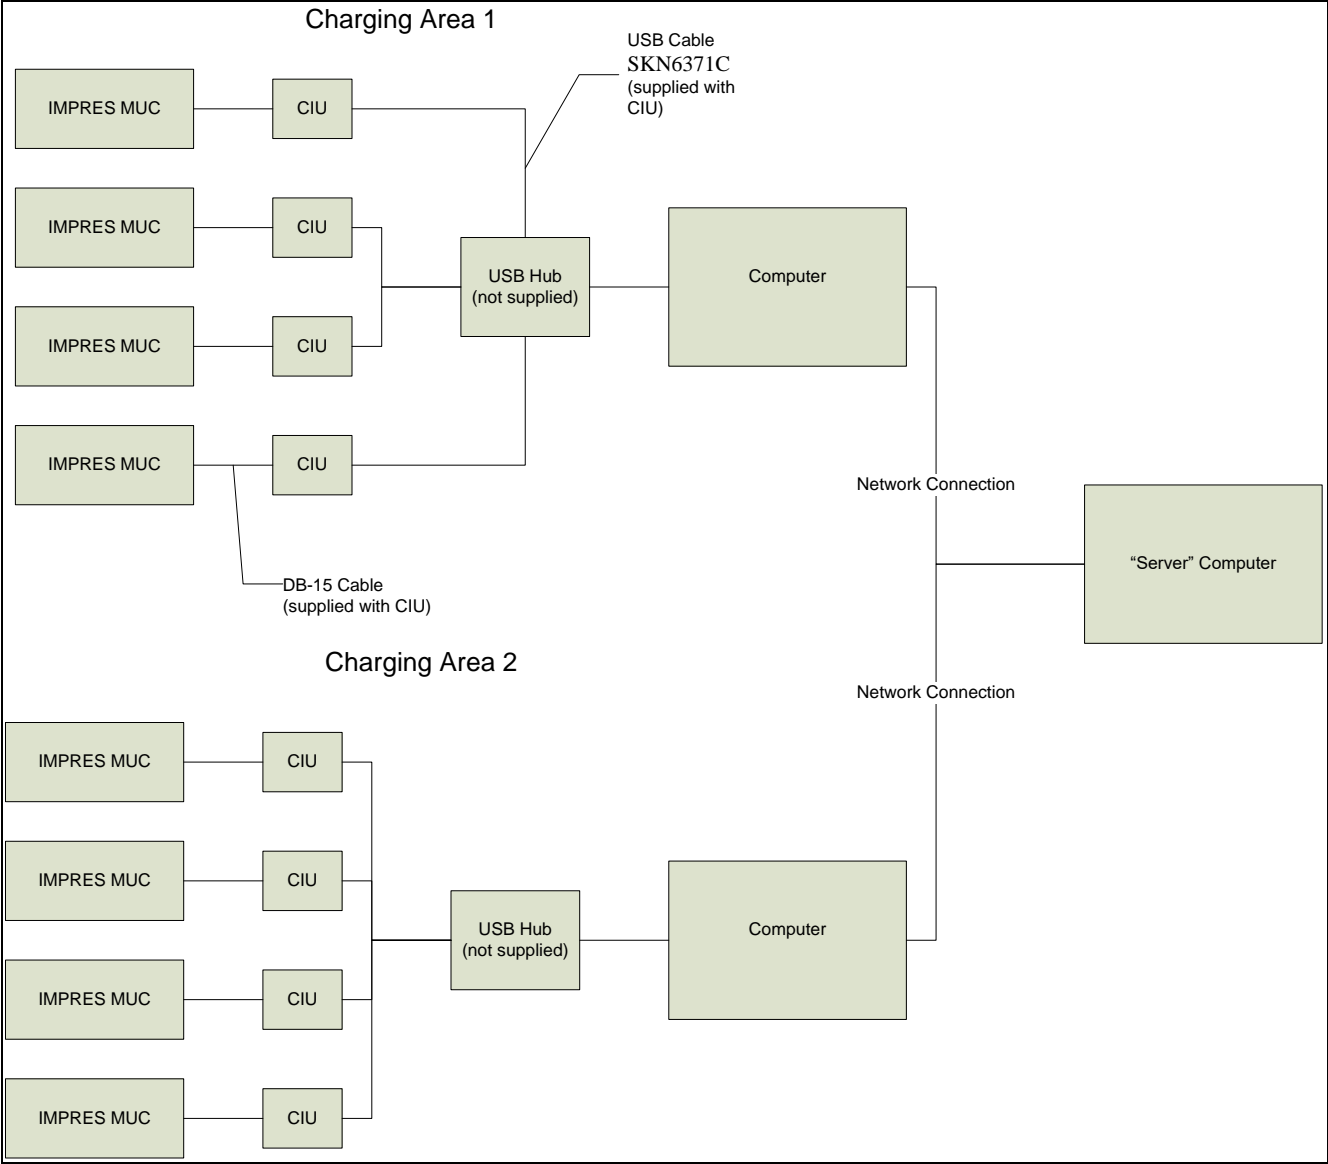 Charging Area 1
USB Cable
SKN6371C
(supplied with
CIU)
IMPRES MUC
CIU
IMPRES MUC
CIU
USB Hub
(not supplied)
Computer
IMPRES MUC
CIU
IMPRES MUC
CIU
Network Connection
"Server" Computer
DB-15 Cable
(supplied with CIU)
Charging Area 2
Network Connection
IMPRES MUC
CIU
IMPRES MUC
CIU
USB Hub
(not supplied)
Computer
IMPRES MUC
CIU
IMPRES MUC
CIU